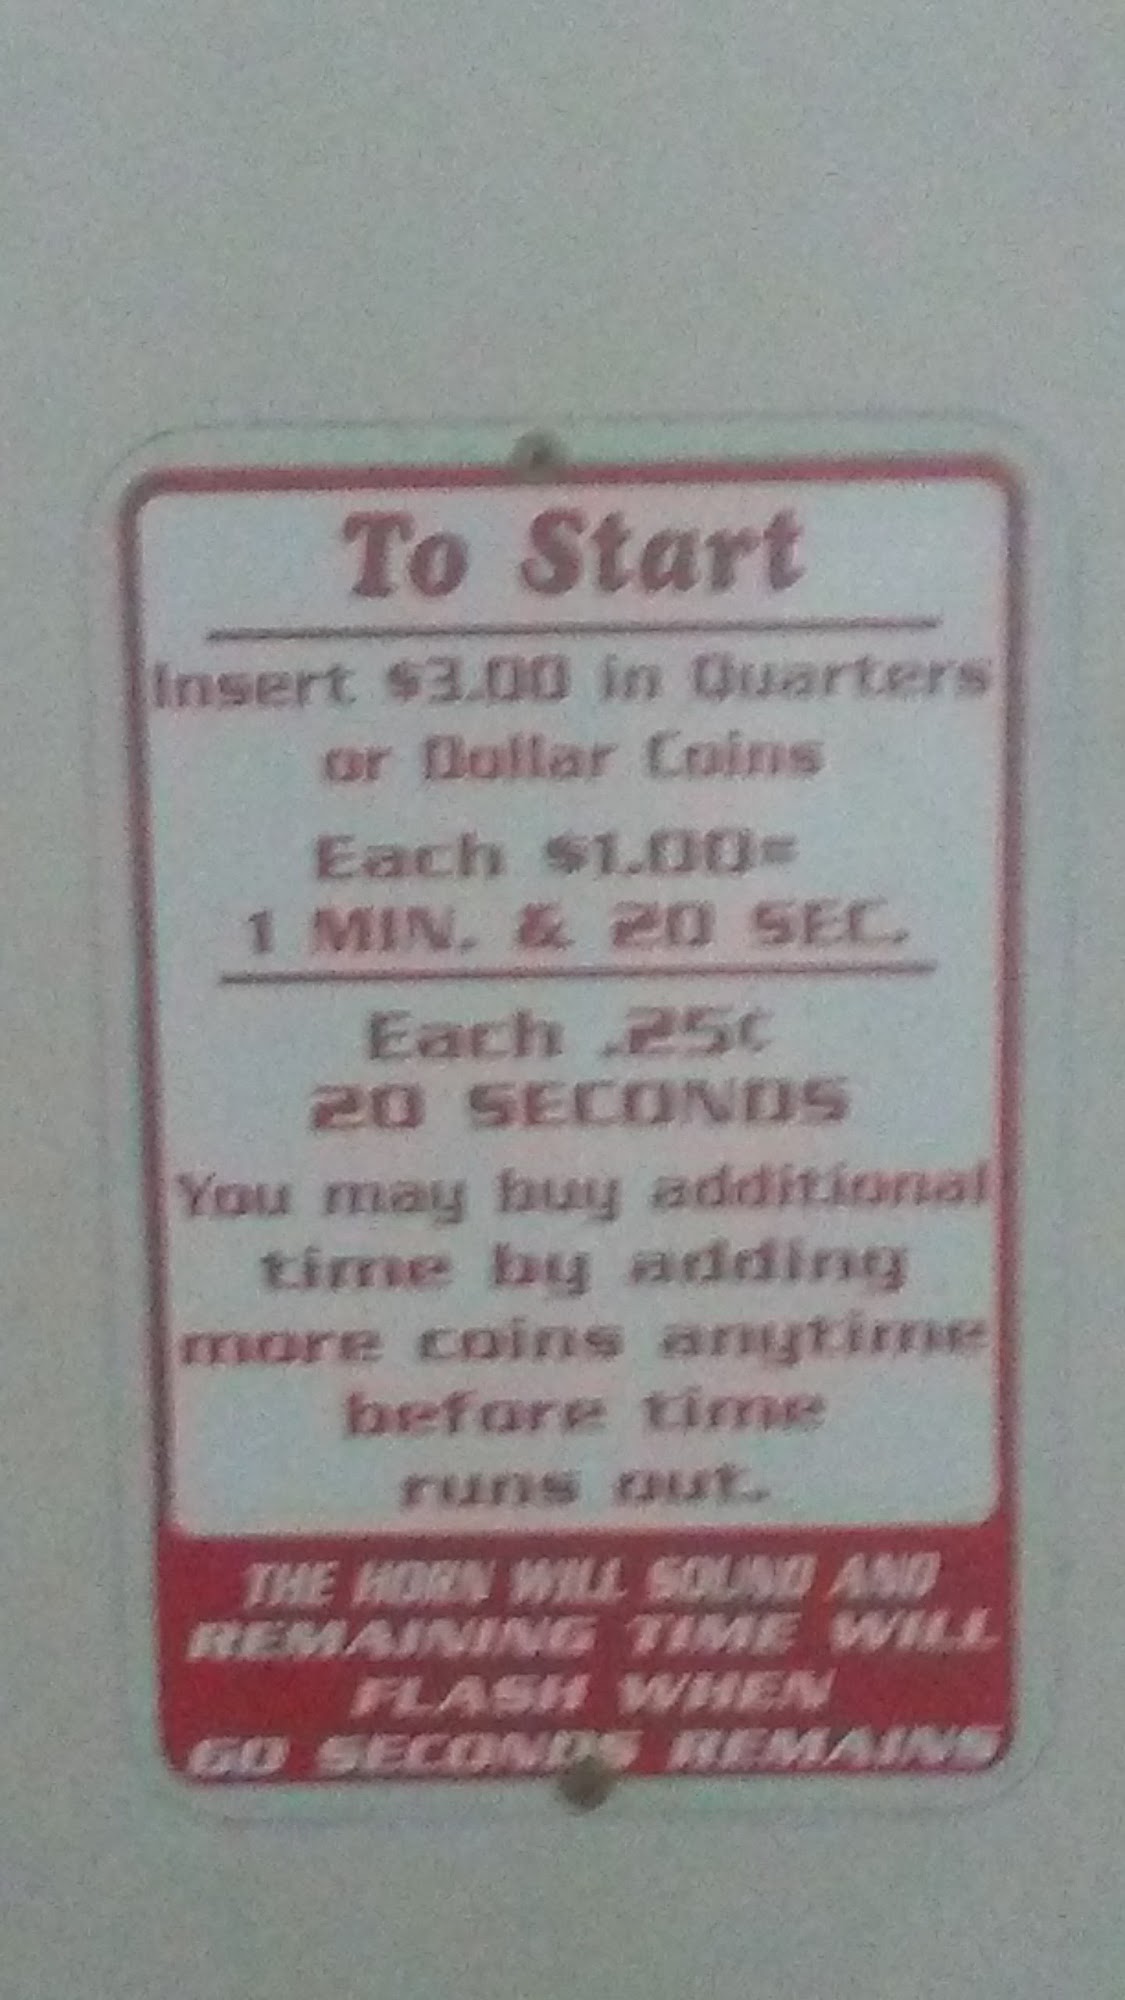 To Start
Insert $3.00 in Quarters
or Dollar Coins
Each $1.00=
1 MIN. & 20 SEC.
Each .25¢
20 SECONDS
You may buy additional
time by adding
more coins anytime
before time
runs out.
THE HORN WILL SOUND AND
REMAINING TIME WILL
FLASH WHEN
60 SECONDS REMAINS